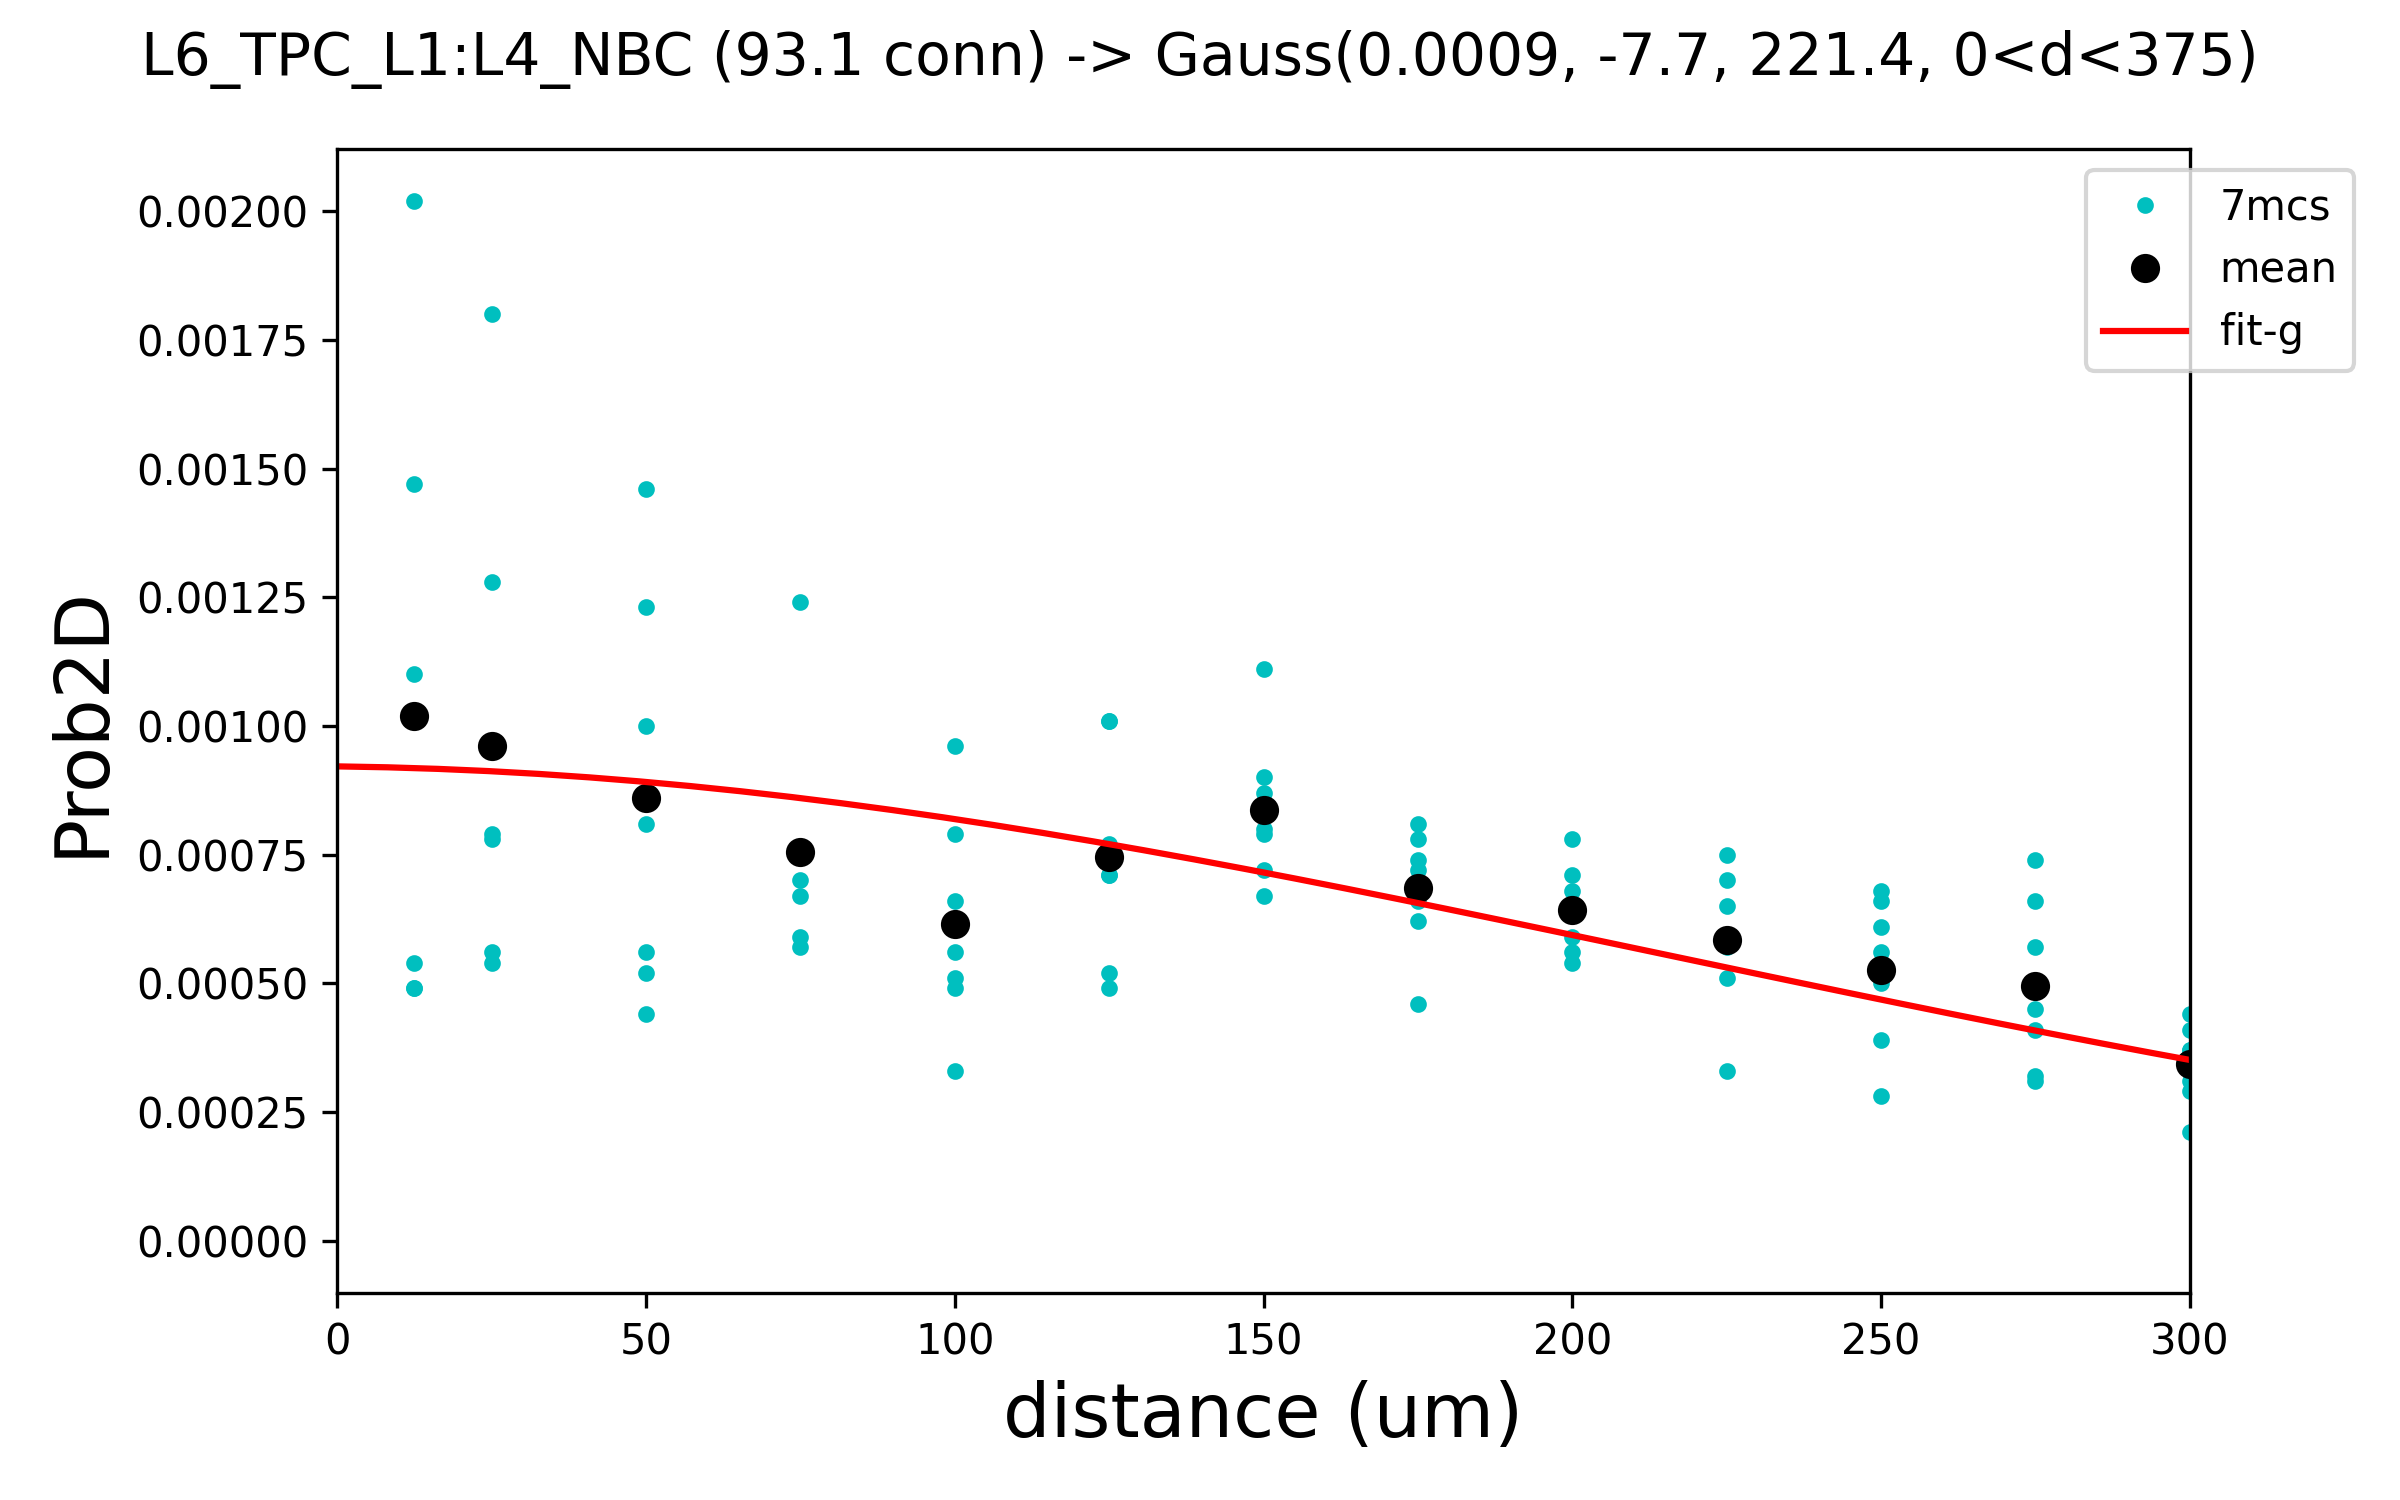 L6_TPC_L1:L4_NBC (93.1 conn) -> Gauss(0.0009, -7.7, 221.4, 0<d<375)
7mcs
mean
fit-g
Prob2D
0.00200
0.00175
0.00150
0.00125
0.00100
0.00075
0.00050
0.00025
0.00000
0 50 100 150 200 250 300
distance (um)